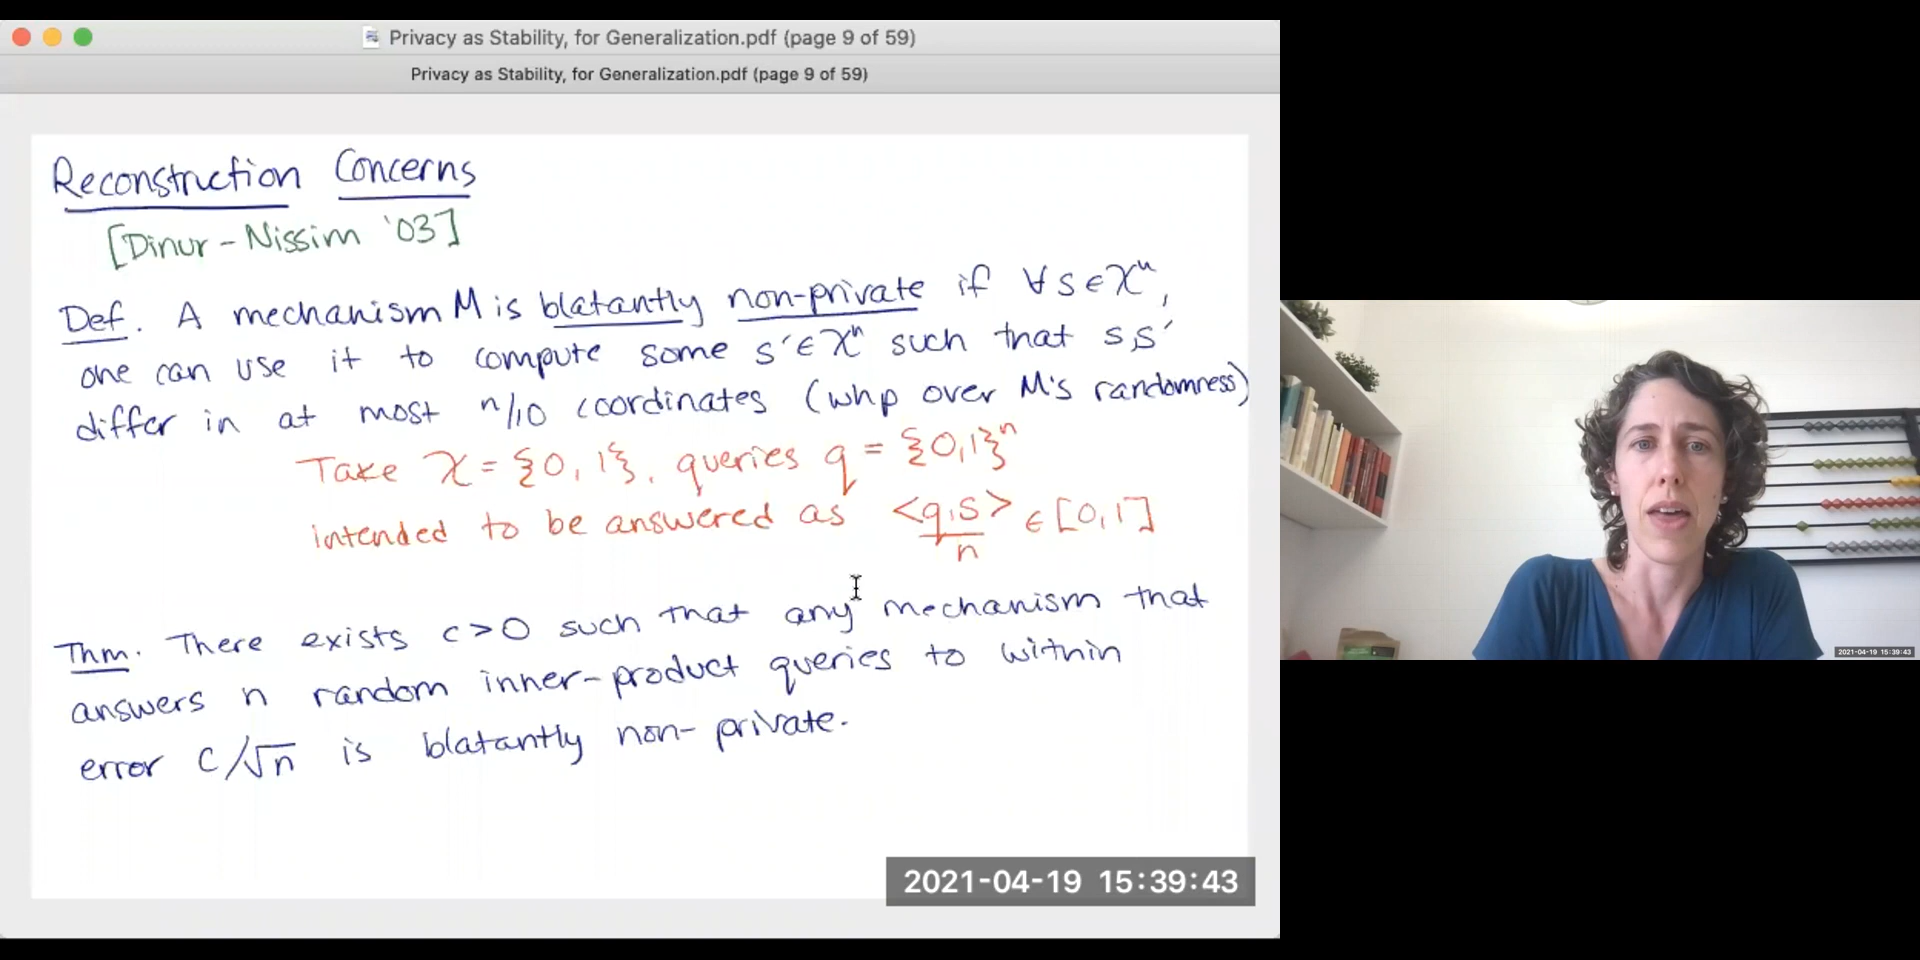 Privacy as Stability, for Generalization.pdf (page 9 of 59)
Privacy as Stability, for Generalization.pdf (page 9 of 59)
Reconstruction Concerns
[Dinur-Nissim '03]
Def. A mechanism M is blatantly non-private if ∀ s ∈ 𝒳ⁿ,
one can use it to compute some s' ∈ 𝒳ⁿ such that s,s'
differ in at most n/10 coordinates (whp over M's randomness)
Take 𝒳 = {0,1}, queries q = {0,1}ⁿ
intended to be answered as <q,s>/n ∈ [0,1]
Thm. There exists c>0 such that any mechanism that
answers n random inner-product queries to within
error c/√n is blatantly non-private.
2021-04-19 15:39:43
2021-04-19 15:39:43